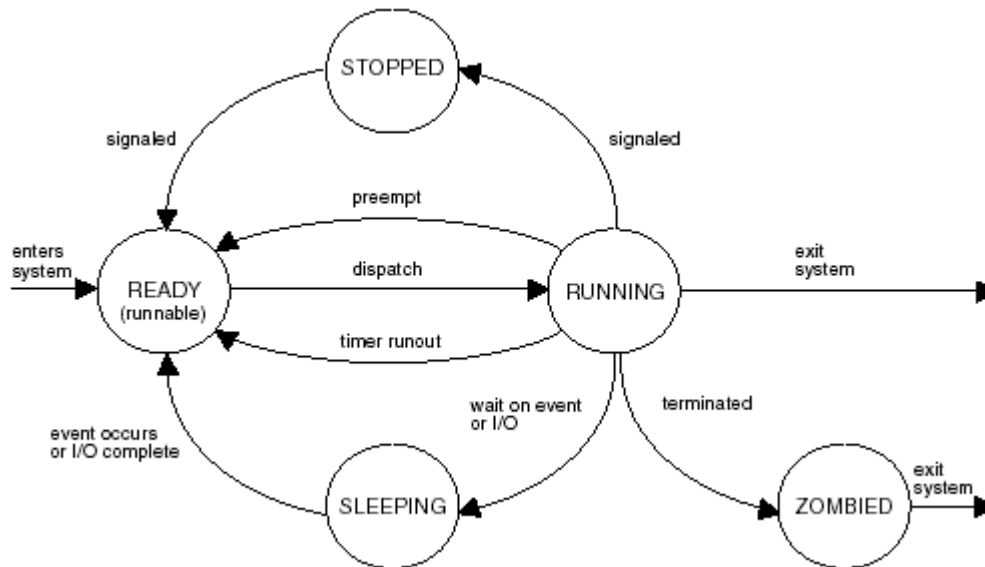 STOPPED
signaled
signaled
preempt
enters
system
dispatch
exit
system
READY
(runnable)
RUNNING
timer runout
wait on event
or I/O
terminated
event occurs
or I/O complete
SLEEPING
ZOMBIED
exit
system